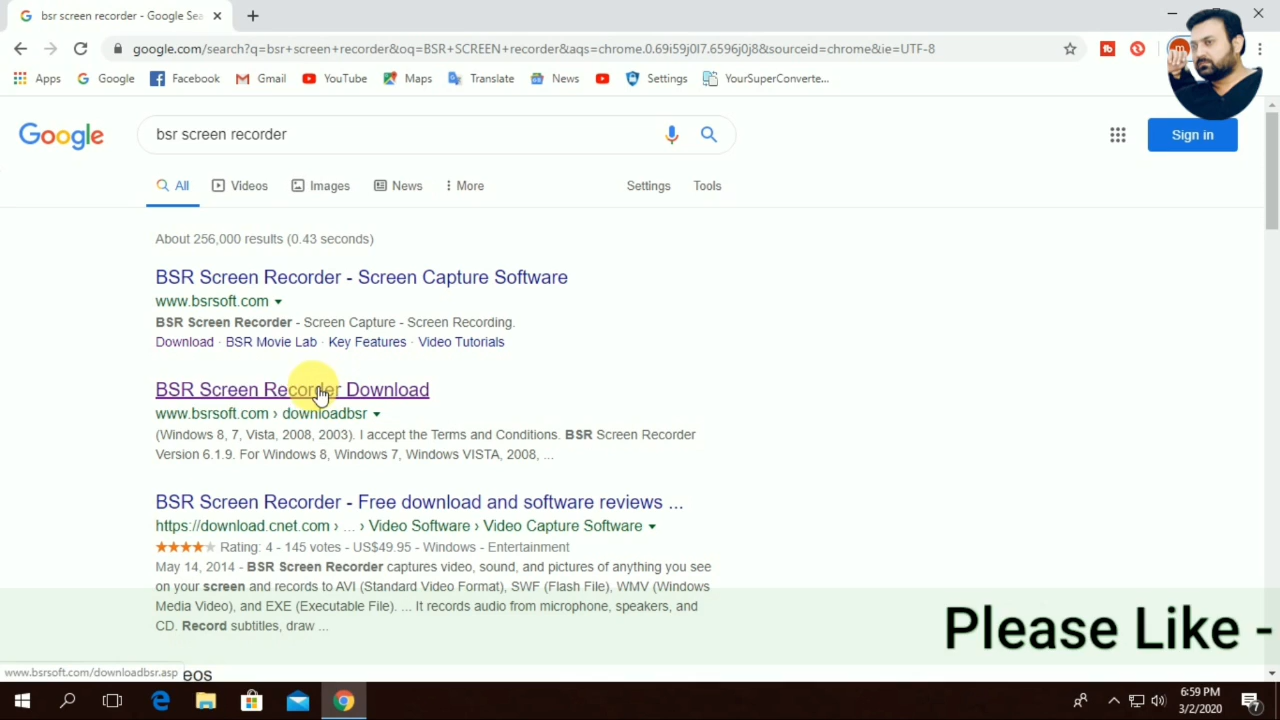 bsr screen recorder - Google Sea
google.com/search?q=bsr+screen+recorder&oq=BSR+SCREEN+recorder&aqs=chrome.0.69i59j0l7.6596j0j8&sourceid=chrome&ie=UTF-8
Apps Google Facebook Gmail YouTube Maps Translate News Settings YourSuperConverte...
Google bsr screen recorder Sign in
All Videos Images News More Settings Tools
About 256,000 results (0.43 seconds)
BSR Screen Recorder - Screen Capture Software
www.bsrsoft.com
BSR Screen Recorder - Screen Capture - Screen Recording.
Download · BSR Movie Lab · Key Features · Video Tutorials
BSR Screen Recorder Download
www.bsrsoft.com › downloadbsr
(Windows 8, 7, Vista, 2008, 2003). I accept the Terms and Conditions. BSR Screen Recorder
Version 6.1.9. For Windows 8, Windows 7, Windows VISTA, 2008, ...
BSR Screen Recorder - Free download and software reviews ...
https://download.cnet.com › ... › Video Software › Video Capture Software
Rating: 4 - 145 votes - US$49.95 - Windows - Entertainment
May 14, 2014 - BSR Screen Recorder captures video, sound, and pictures of anything you see
on your screen and records to AVI (Standard Video Format), SWF (Flash File), WMV (Windows
Media Video), and EXE (Executable File). ... It records audio from microphone, speakers, and
CD. Record subtitles, draw ...
Please Like -
www.bsrsoft.com/downloadbsr.asp eos
6:59 PM
3/2/2020
7